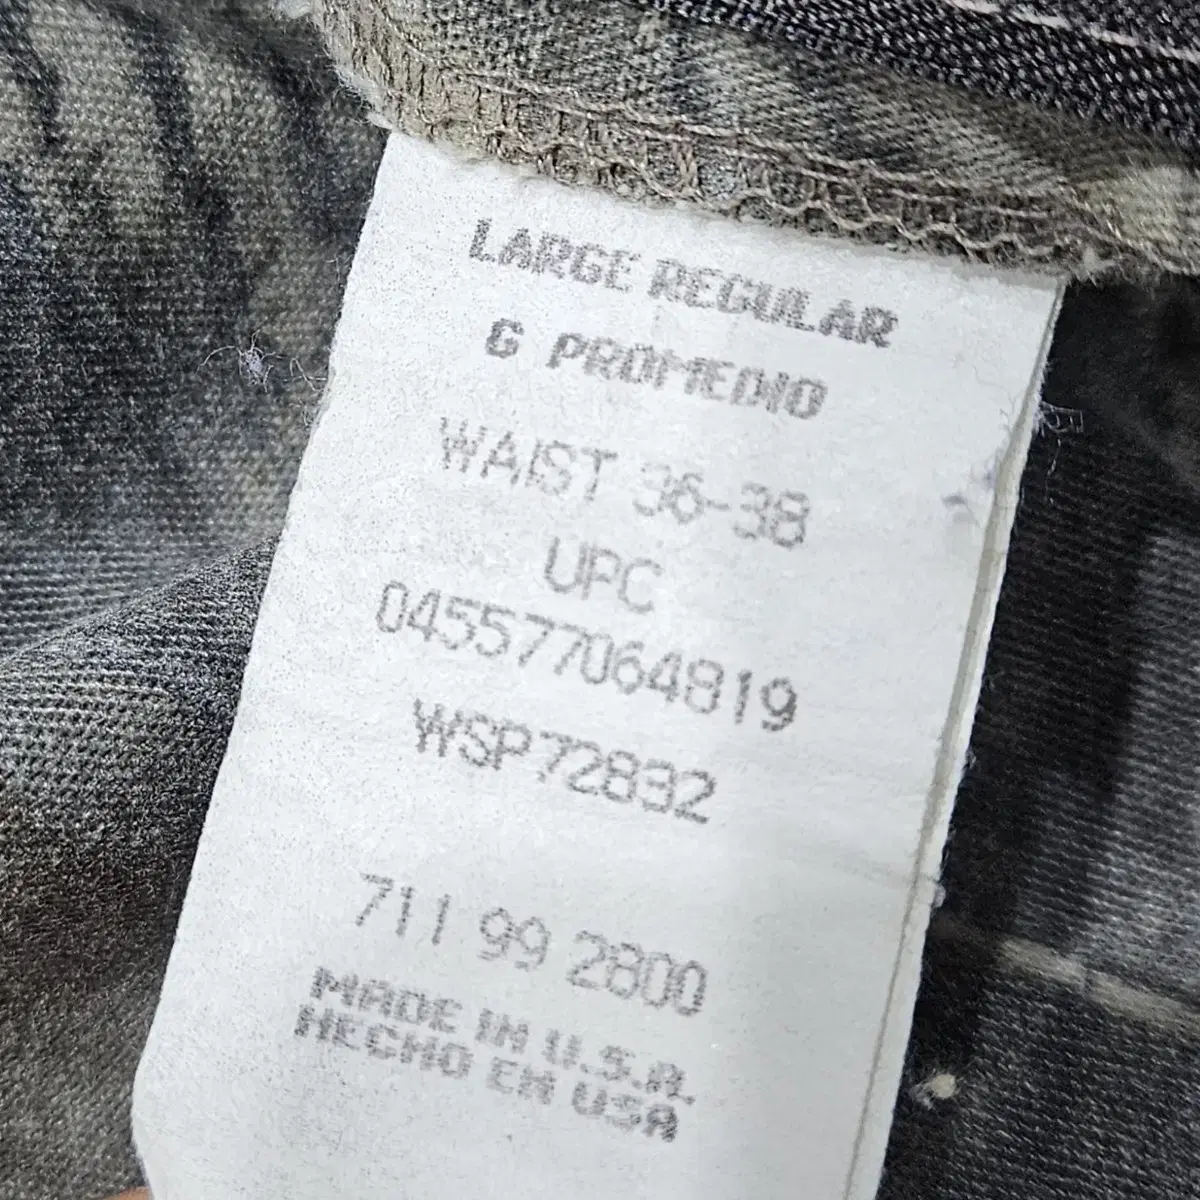 LARGE REGULAR
G PROMEDIO
WAIST 36-38
UPC
045577064819
WSP72832
711 99 2800
MADE IN U.S.A.
HECHO EN USA